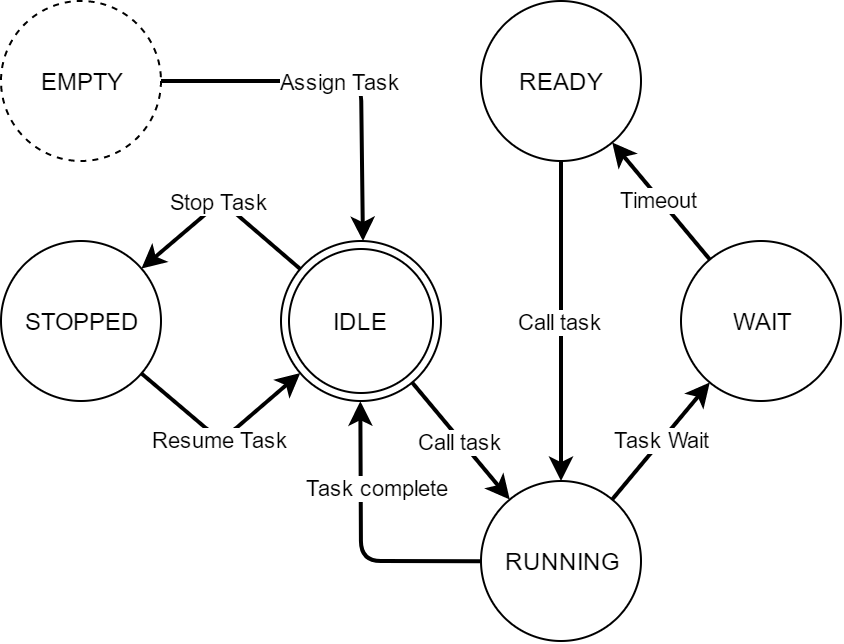 EMPTY
Assign Task
READY
Stop Task
Timeout
STOPPED
IDLE
Call task
WAIT
Resume Task
Call task
Task Wait
Task complete
RUNNING